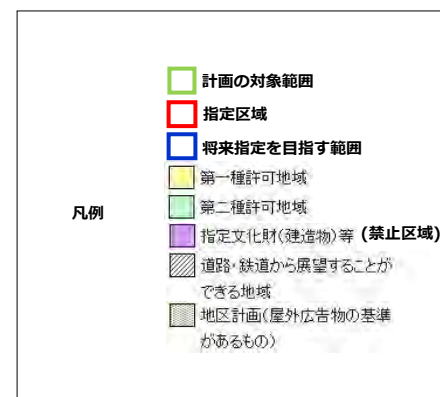 計画の対象範囲
指定区域
将来指定を目指す範囲
第一種許可地域
凡例
第二種許可地域
指定文化財(建造物)等 (禁止区域)
道路・鉄道から展望することが
できる地域
地区計画(屋外広告物の基準
があるもの)